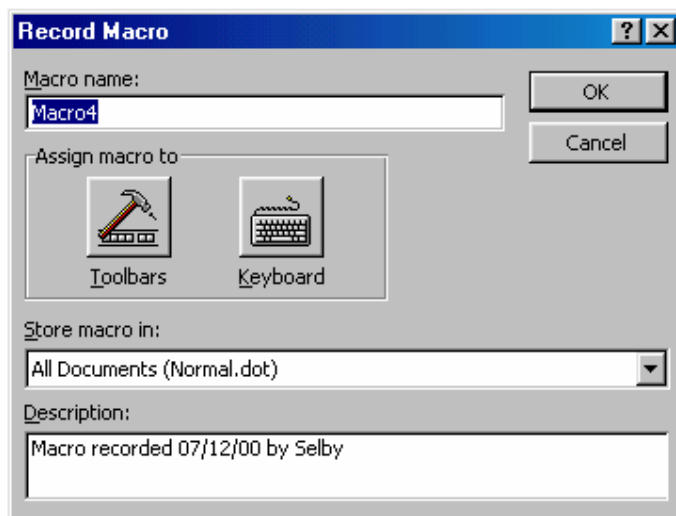 Record Macro
Macro name:
Macro4
OK
Cancel
Assign macro to
Toolbars
Keyboard
Store macro in:
All Documents (Normal.dot)
Description:
Macro recorded 07/12/00 by Selby